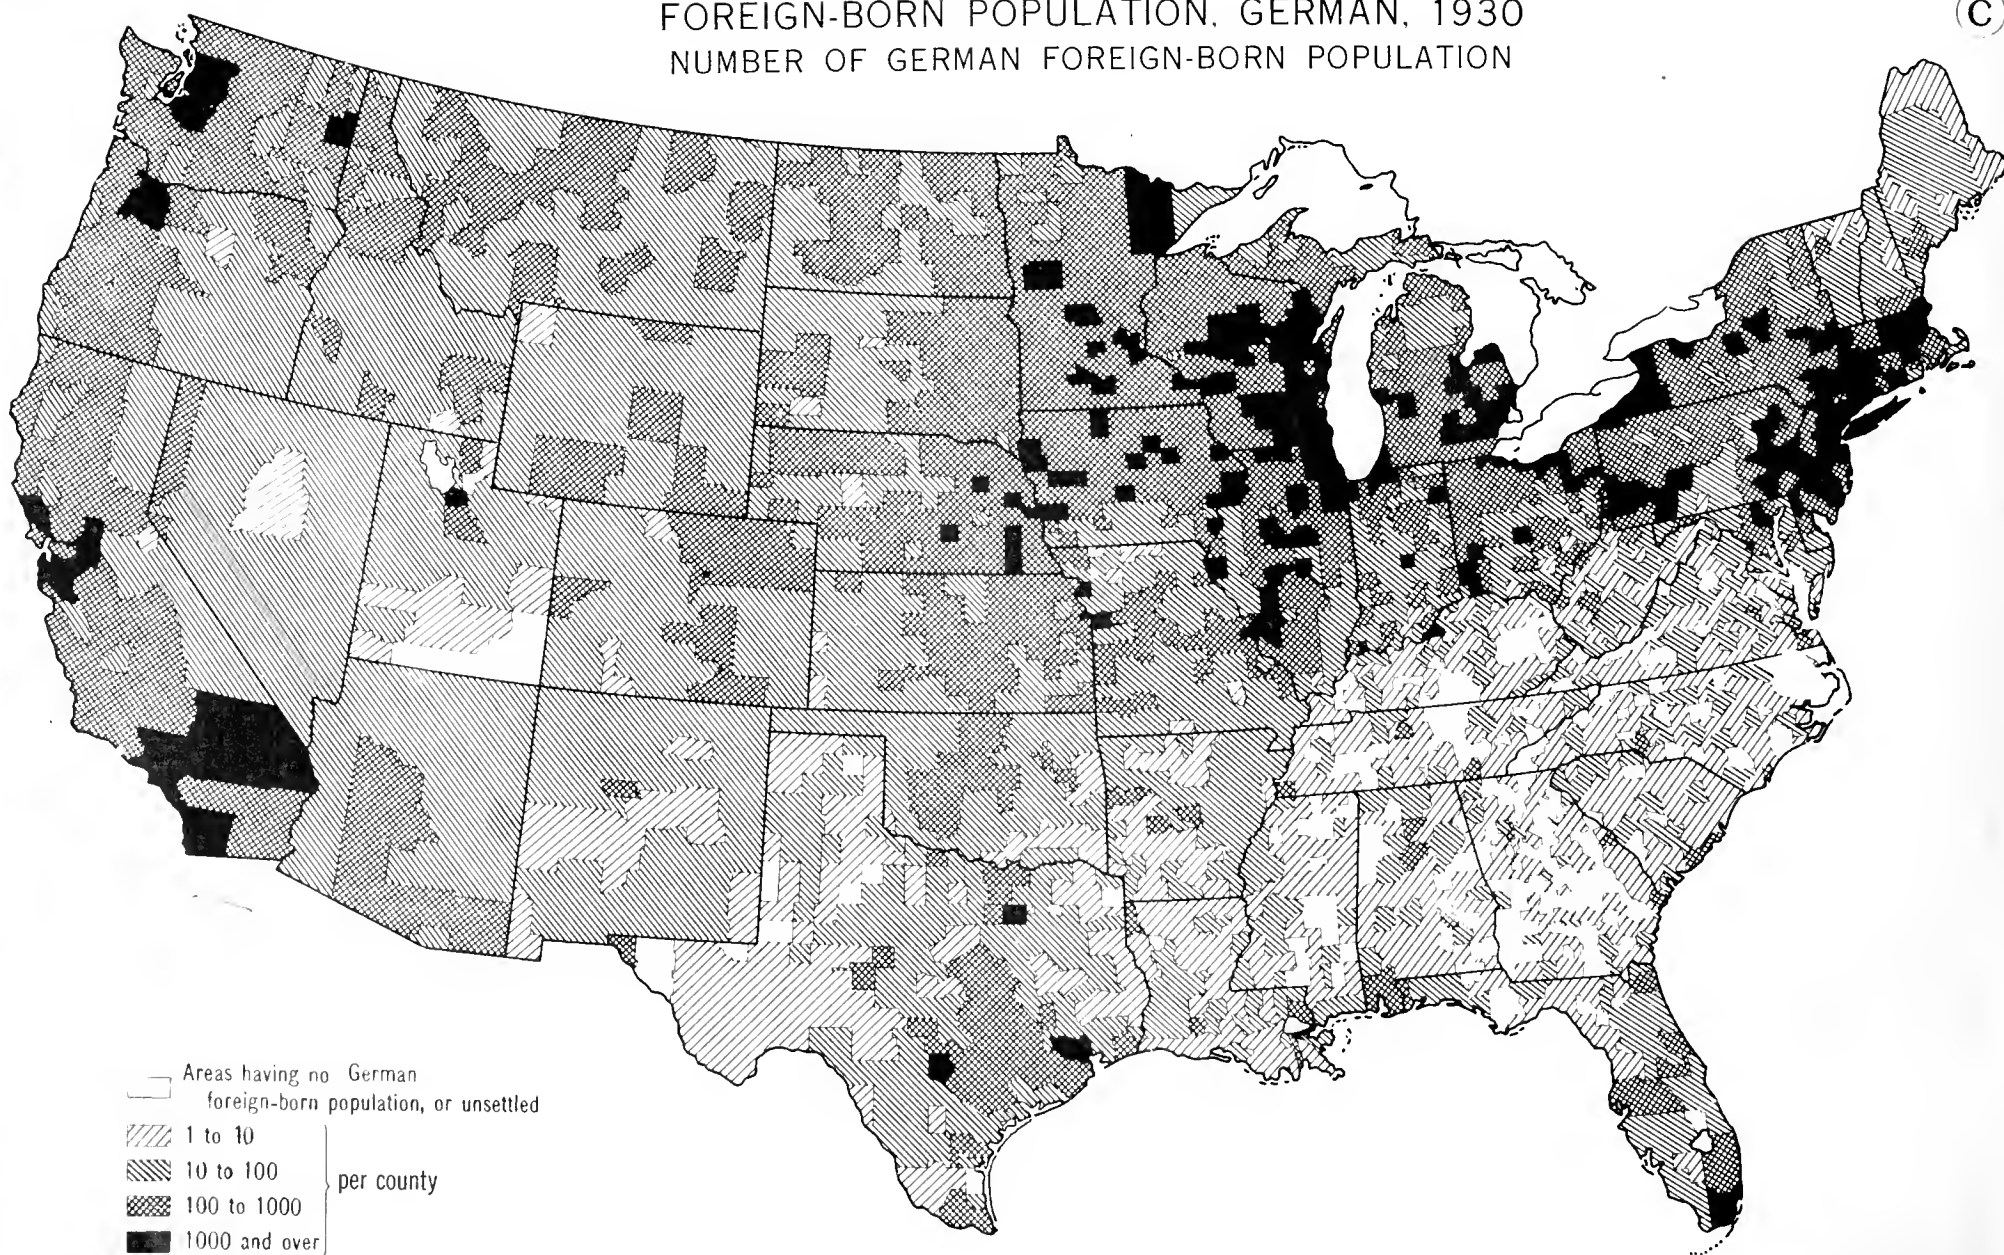 FOREIGN-BORN POPULATION, GERMAN, 1930
(C)
NUMBER OF GERMAN FOREIGN-BORN POPULATION
Areas having no German
foreign-born population, or unsettled
1 to 10
10 to 100
per county
100 to 1000
1000 and over